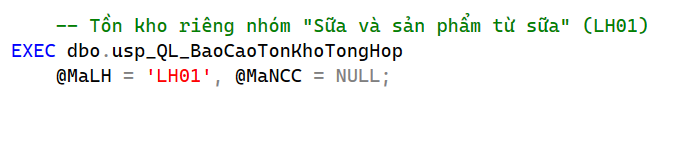 -- Tồn kho riêng nhóm "Sữa và sản phẩm từ sữa" (LH01)
EXEC dbo.usp_QL_BaoCaoTonKhoTongHop
@MaLH = 'LH01', @MaNCC = NULL;